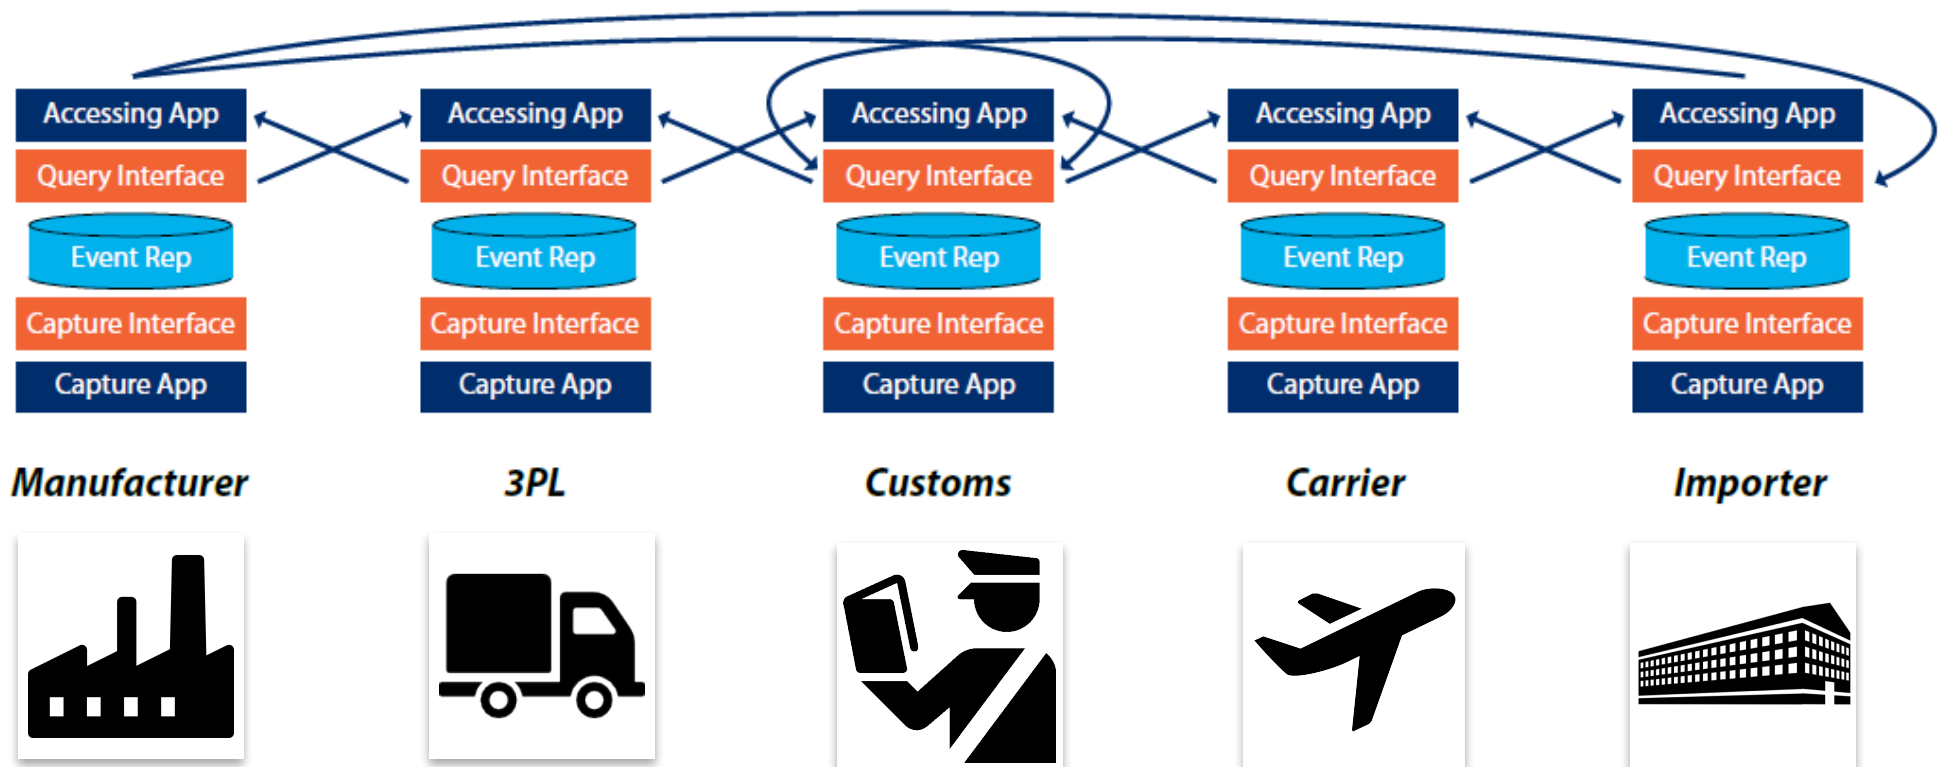 Accessing App
Accessing App
Accessing App
Accessing App
Accessing App
Query Interface
Query Interface
Query Interface
Query Interface
Query Interface
Event Rep
Event Rep
Event Rep
Event Rep
Event Rep
Capture Interface
Capture Interface
Capture Interface
Capture Interface
Capture Interface
Capture App
Capture App
Capture App
Capture App
Capture App
Manufacturer
3PL
Customs
Carrier
Importer